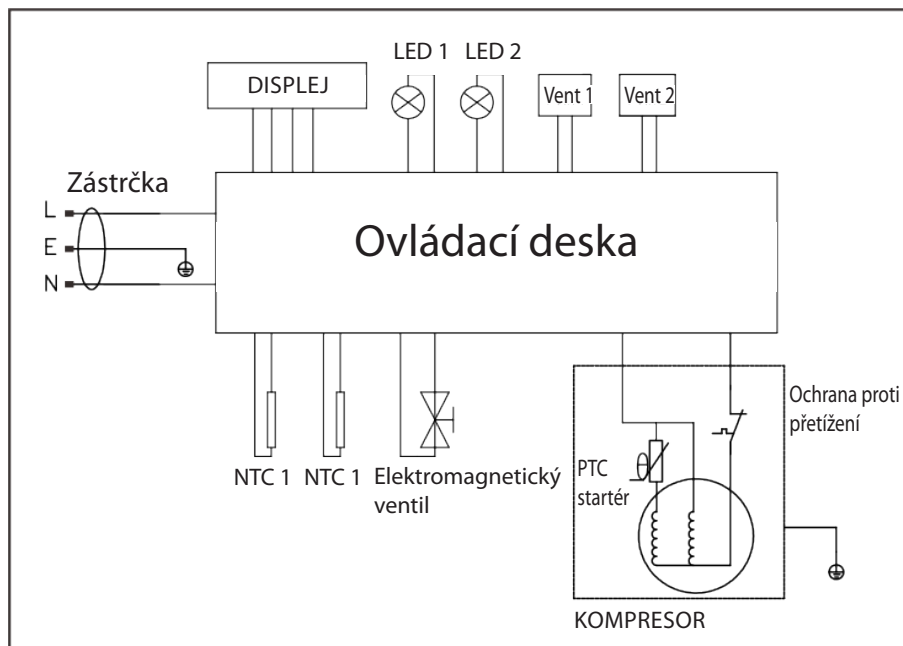 LED 1 LED 2
DISPLEJ
Vent 1 Vent 2
Zástrčka
L
E
N
Ovládací deska
NTC 1 NTC 1 Elektromagnetický
ventil
Ochrana proti
přetížení
PTC
startér
KOMPRESOR